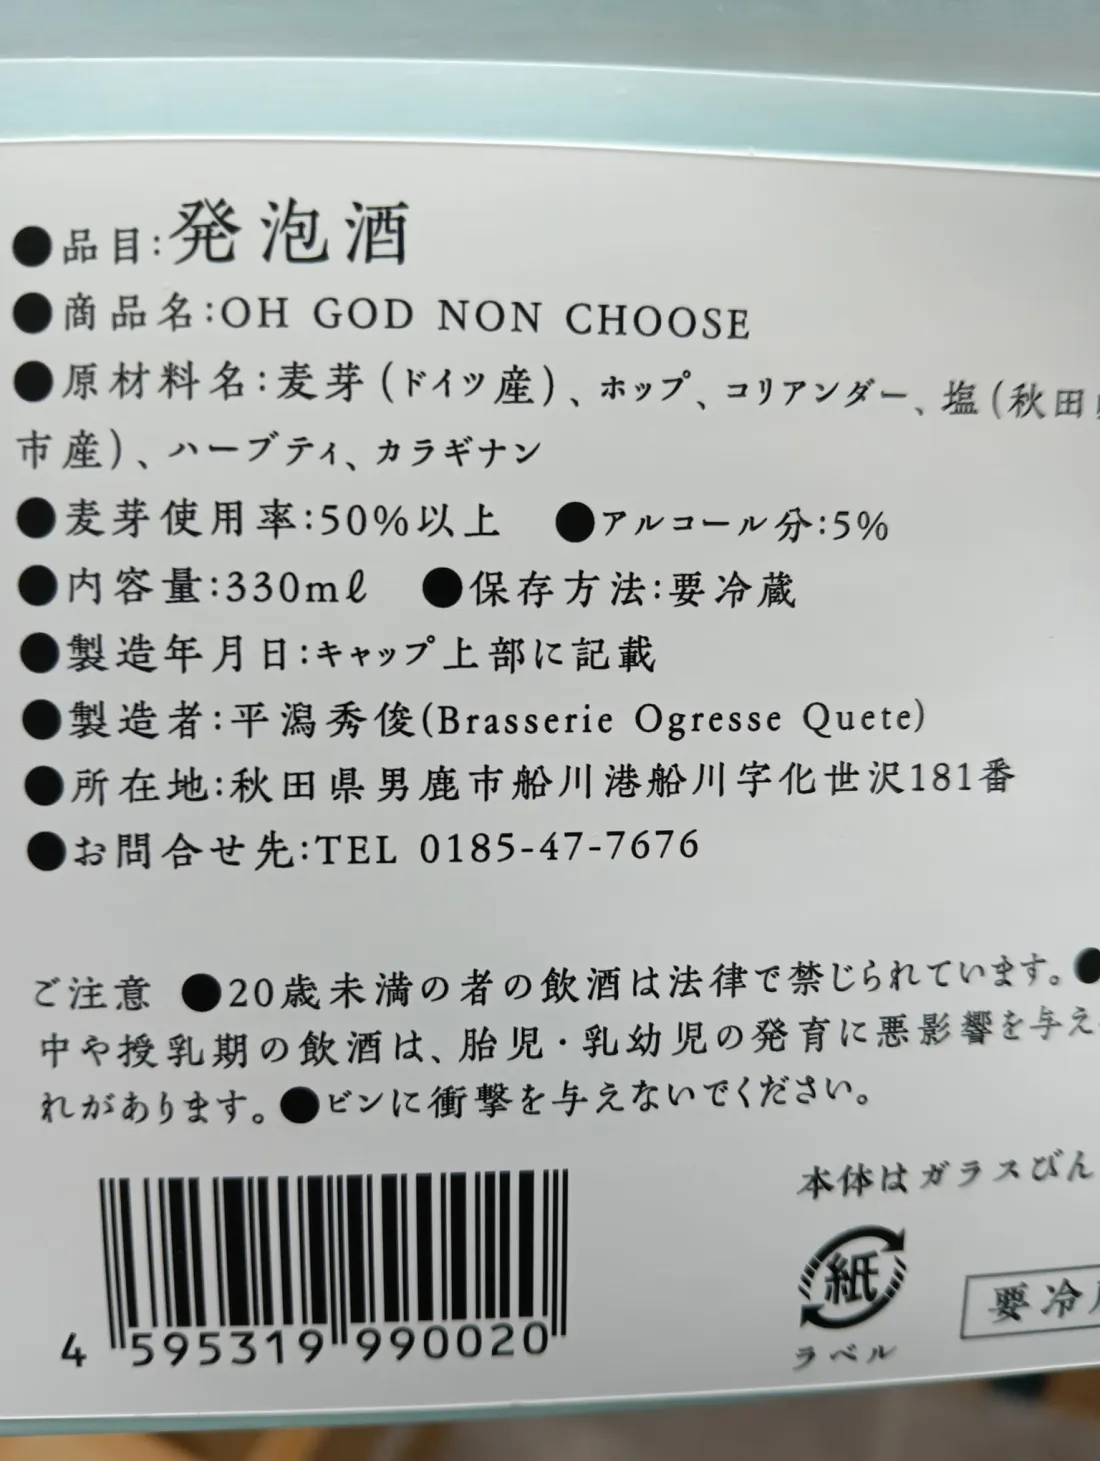 ●品目:発泡酒
●商品名:OH GOD NON CHOOSE
●原材料名:麦芽(ドイツ産)、ホップ、コリアンダー、塩(秋田
市産)、ハーブティ、カラギナン
●麦芽使用率:50%以上 ●アルコール分:5%
●内容量:330mℓ ●保存方法:要冷蔵
●製造年月日:キャップ上部に記載
●製造者:平潟秀俊(Brasserie Ogresse Quete)
●所在地:秋田県男鹿市船川港船川字化世沢181番
●お問合せ先:TEL 0185-47-7676
ご注意 ●20歳未満の者の飲酒は法律で禁じられています。●
中や授乳期の飲酒は、胎児・乳幼児の発育に悪影響を与え
れがあります。●ビンに衝撃を与えないでください。
本体はガラスびん
紙
ラベル
要冷
4 595319 990020